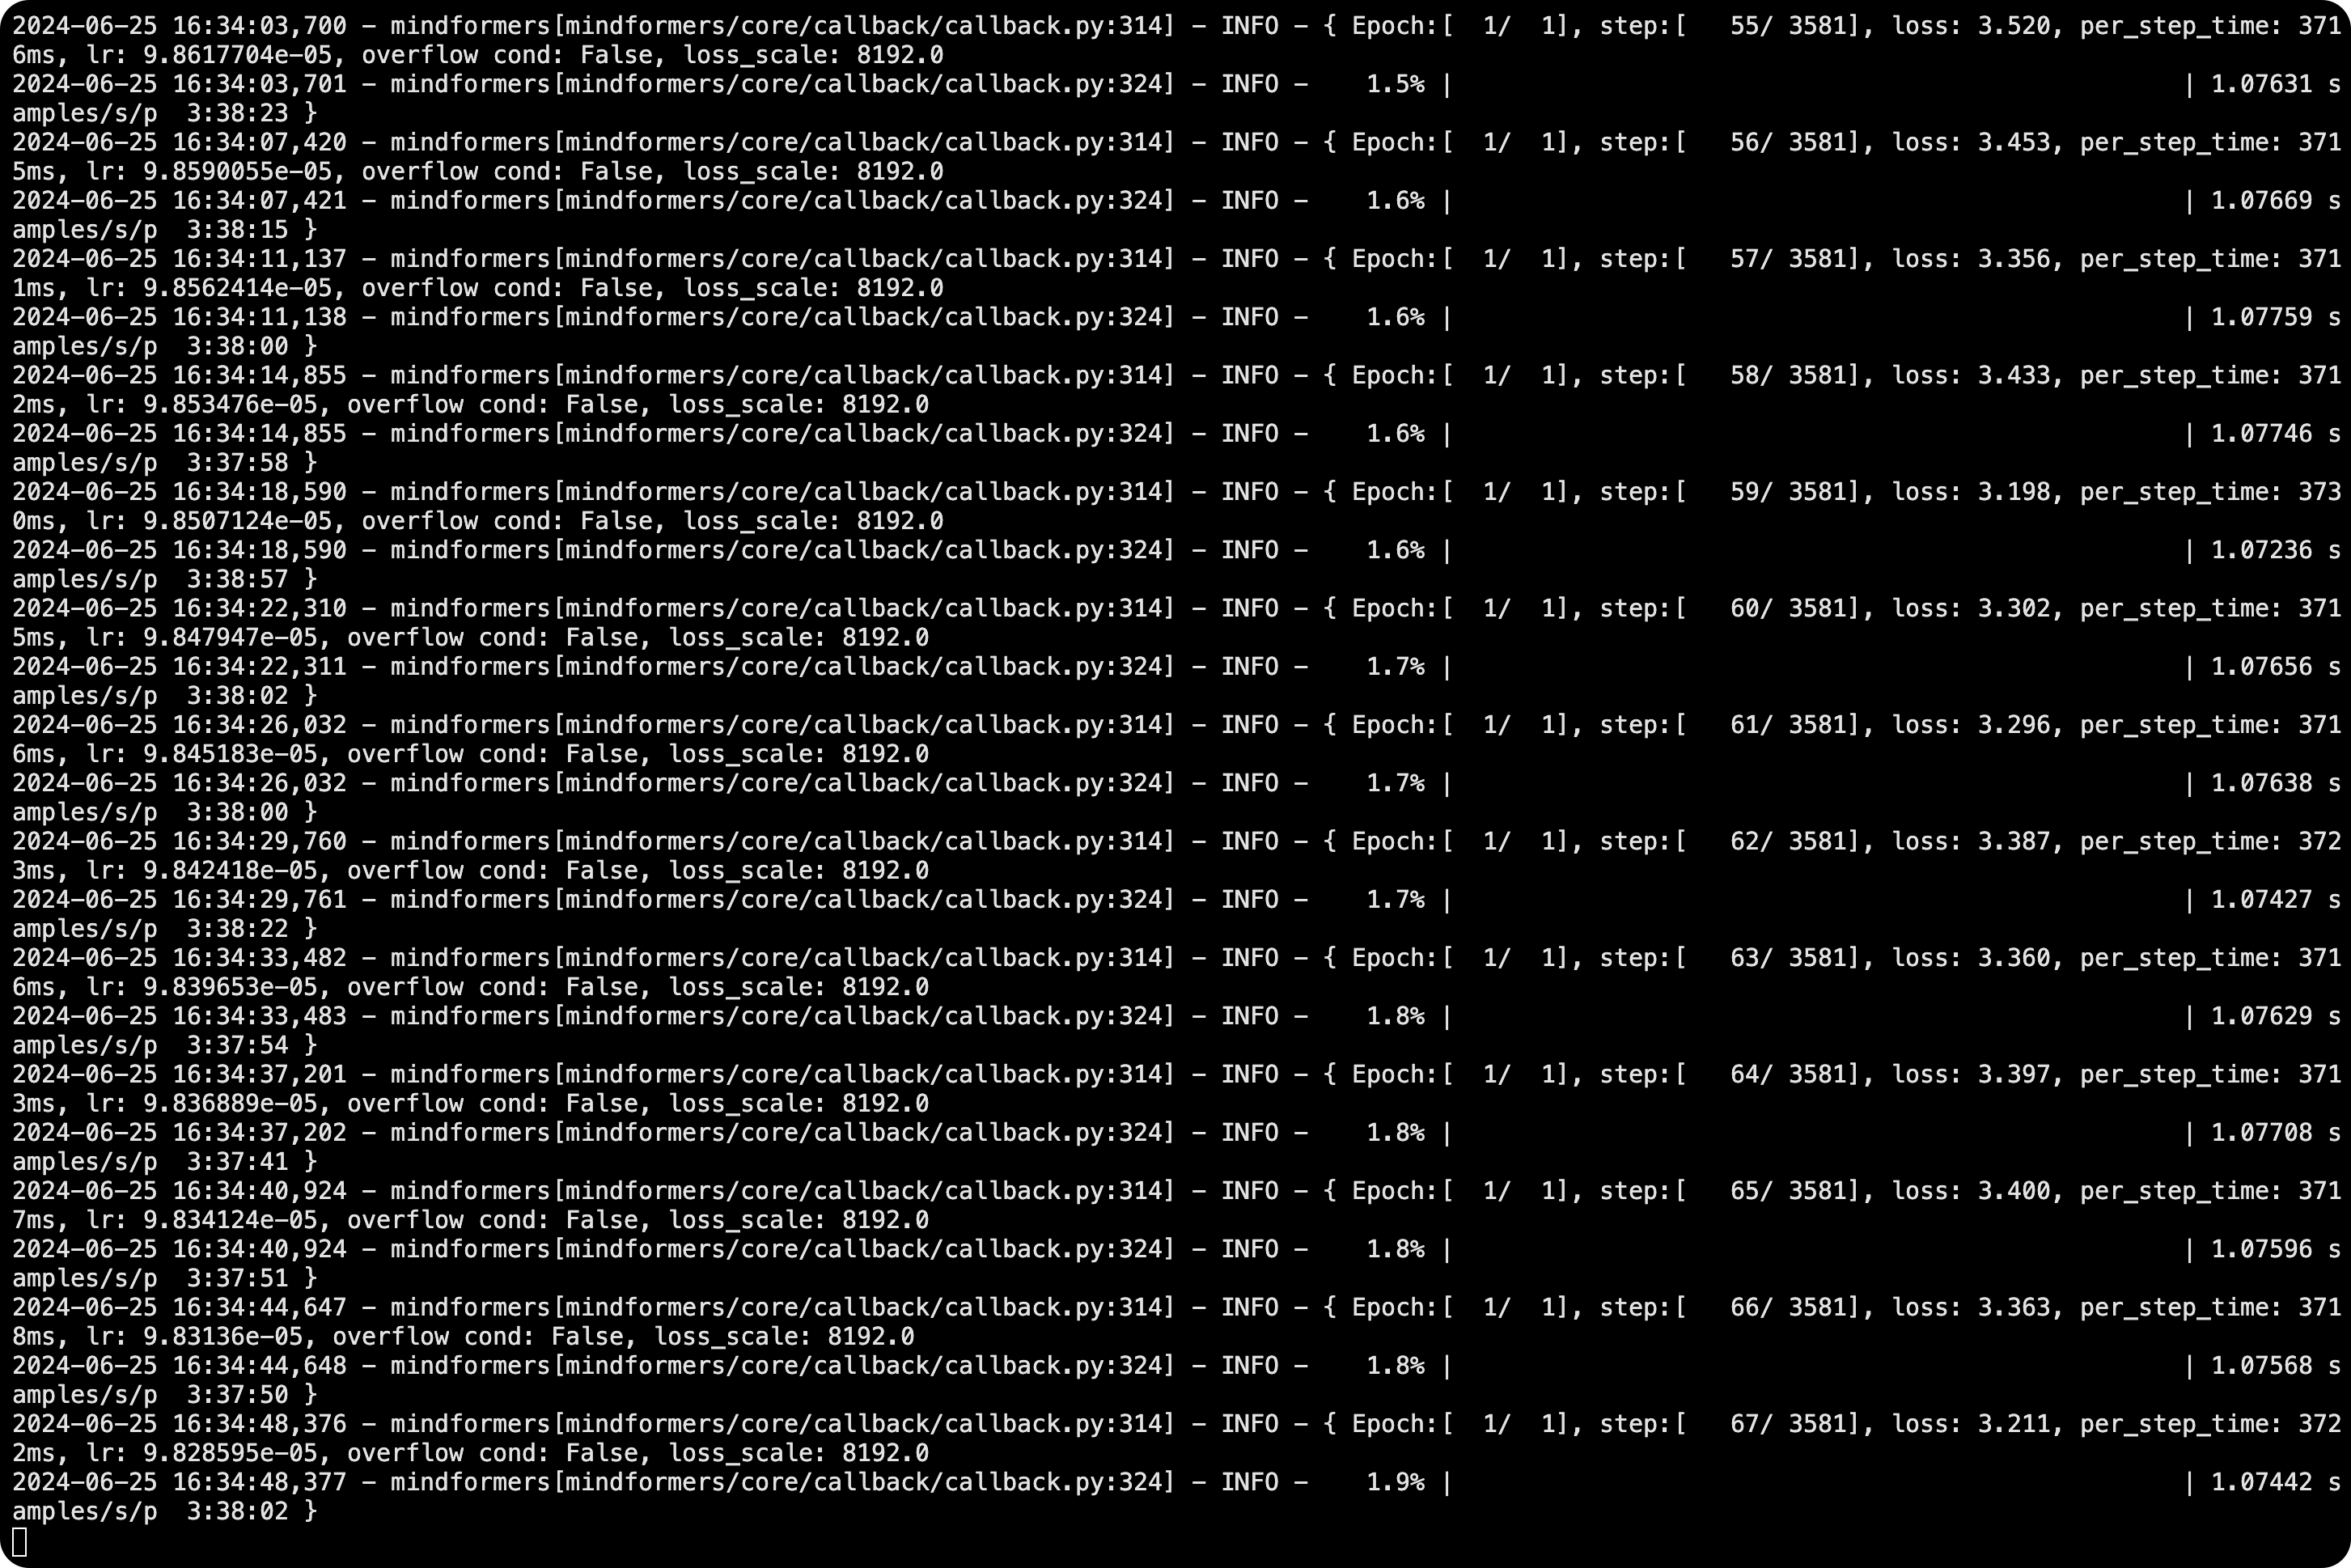 2024-06-25 16:34:03,700 - mindformers[mindformers/core/callback/callback.py:314] - INFO - { Epoch:[  1/  1], step:[   55/ 3581], loss: 3.520, per_step_time: 371
6ms, lr: 9.8617704e-05, overflow cond: False, loss_scale: 8192.0
2024-06-25 16:34:03,701 - mindformers[mindformers/core/callback/callback.py:324] - INFO -    1.5% |                                                  | 1.07631 s
amples/s/p  3:38:23 }
2024-06-25 16:34:07,420 - mindformers[mindformers/core/callback/callback.py:314] - INFO - { Epoch:[  1/  1], step:[   56/ 3581], loss: 3.453, per_step_time: 371
5ms, lr: 9.8590055e-05, overflow cond: False, loss_scale: 8192.0
2024-06-25 16:34:07,421 - mindformers[mindformers/core/callback/callback.py:324] - INFO -    1.6% |                                                  | 1.07669 s
amples/s/p  3:38:15 }
2024-06-25 16:34:11,137 - mindformers[mindformers/core/callback/callback.py:314] - INFO - { Epoch:[  1/  1], step:[   57/ 3581], loss: 3.356, per_step_time: 371
1ms, lr: 9.8562414e-05, overflow cond: False, loss_scale: 8192.0
2024-06-25 16:34:11,138 - mindformers[mindformers/core/callback/callback.py:324] - INFO -    1.6% |                                                  | 1.07759 s
amples/s/p  3:38:00 }
2024-06-25 16:34:14,855 - mindformers[mindformers/core/callback/callback.py:314] - INFO - { Epoch:[  1/  1], step:[   58/ 3581], loss: 3.433, per_step_time: 371
2ms, lr: 9.853476e-05, overflow cond: False, loss_scale: 8192.0
2024-06-25 16:34:14,855 - mindformers[mindformers/core/callback/callback.py:324] - INFO -    1.6% |                                                  | 1.07746 s
amples/s/p  3:37:58 }
2024-06-25 16:34:18,590 - mindformers[mindformers/core/callback/callback.py:314] - INFO - { Epoch:[  1/  1], step:[   59/ 3581], loss: 3.198, per_step_time: 373
0ms, lr: 9.8507124e-05, overflow cond: False, loss_scale: 8192.0
2024-06-25 16:34:18,590 - mindformers[mindformers/core/callback/callback.py:324] - INFO -    1.6% |                                                  | 1.07236 s
amples/s/p  3:38:57 }
2024-06-25 16:34:22,310 - mindformers[mindformers/core/callback/callback.py:314] - INFO - { Epoch:[  1/  1], step:[   60/ 3581], loss: 3.302, per_step_time: 371
5ms, lr: 9.847947e-05, overflow cond: False, loss_scale: 8192.0
2024-06-25 16:34:22,311 - mindformers[mindformers/core/callback/callback.py:324] - INFO -    1.7% |                                                  | 1.07656 s
amples/s/p  3:38:02 }
2024-06-25 16:34:26,032 - mindformers[mindformers/core/callback/callback.py:314] - INFO - { Epoch:[  1/  1], step:[   61/ 3581], loss: 3.296, per_step_time: 371
6ms, lr: 9.845183e-05, overflow cond: False, loss_scale: 8192.0
2024-06-25 16:34:26,032 - mindformers[mindformers/core/callback/callback.py:324] - INFO -    1.7% |                                                  | 1.07638 s
amples/s/p  3:38:00 }
2024-06-25 16:34:29,760 - mindformers[mindformers/core/callback/callback.py:314] - INFO - { Epoch:[  1/  1], step:[   62/ 3581], loss: 3.387, per_step_time: 372
3ms, lr: 9.842418e-05, overflow cond: False, loss_scale: 8192.0
2024-06-25 16:34:29,761 - mindformers[mindformers/core/callback/callback.py:324] - INFO -    1.7% |                                                  | 1.07427 s
amples/s/p  3:38:22 }
2024-06-25 16:34:33,482 - mindformers[mindformers/core/callback/callback.py:314] - INFO - { Epoch:[  1/  1], step:[   63/ 3581], loss: 3.360, per_step_time: 371
6ms, lr: 9.839653e-05, overflow cond: False, loss_scale: 8192.0
2024-06-25 16:34:33,483 - mindformers[mindformers/core/callback/callback.py:324] - INFO -    1.8% |                                                  | 1.07629 s
amples/s/p  3:37:54 }
2024-06-25 16:34:37,201 - mindformers[mindformers/core/callback/callback.py:314] - INFO - { Epoch:[  1/  1], step:[   64/ 3581], loss: 3.397, per_step_time: 371
3ms, lr: 9.836889e-05, overflow cond: False, loss_scale: 8192.0
2024-06-25 16:34:37,202 - mindformers[mindformers/core/callback/callback.py:324] - INFO -    1.8% |                                                  | 1.07708 s
amples/s/p  3:37:41 }
2024-06-25 16:34:40,924 - mindformers[mindformers/core/callback/callback.py:314] - INFO - { Epoch:[  1/  1], step:[   65/ 3581], loss: 3.400, per_step_time: 371
7ms, lr: 9.834124e-05, overflow cond: False, loss_scale: 8192.0
2024-06-25 16:34:40,924 - mindformers[mindformers/core/callback/callback.py:324] - INFO -    1.8% |                                                  | 1.07596 s
amples/s/p  3:37:51 }
2024-06-25 16:34:44,647 - mindformers[mindformers/core/callback/callback.py:314] - INFO - { Epoch:[  1/  1], step:[   66/ 3581], loss: 3.363, per_step_time: 371
8ms, lr: 9.83136e-05, overflow cond: False, loss_scale: 8192.0
2024-06-25 16:34:44,648 - mindformers[mindformers/core/callback/callback.py:324] - INFO -    1.8% |                                                  | 1.07568 s
amples/s/p  3:37:50 }
2024-06-25 16:34:48,376 - mindformers[mindformers/core/callback/callback.py:314] - INFO - { Epoch:[  1/  1], step:[   67/ 3581], loss: 3.211, per_step_time: 372
2ms, lr: 9.828595e-05, overflow cond: False, loss_scale: 8192.0
2024-06-25 16:34:48,377 - mindformers[mindformers/core/callback/callback.py:324] - INFO -    1.9% |                                                  | 1.07442 s
amples/s/p  3:38:02 }